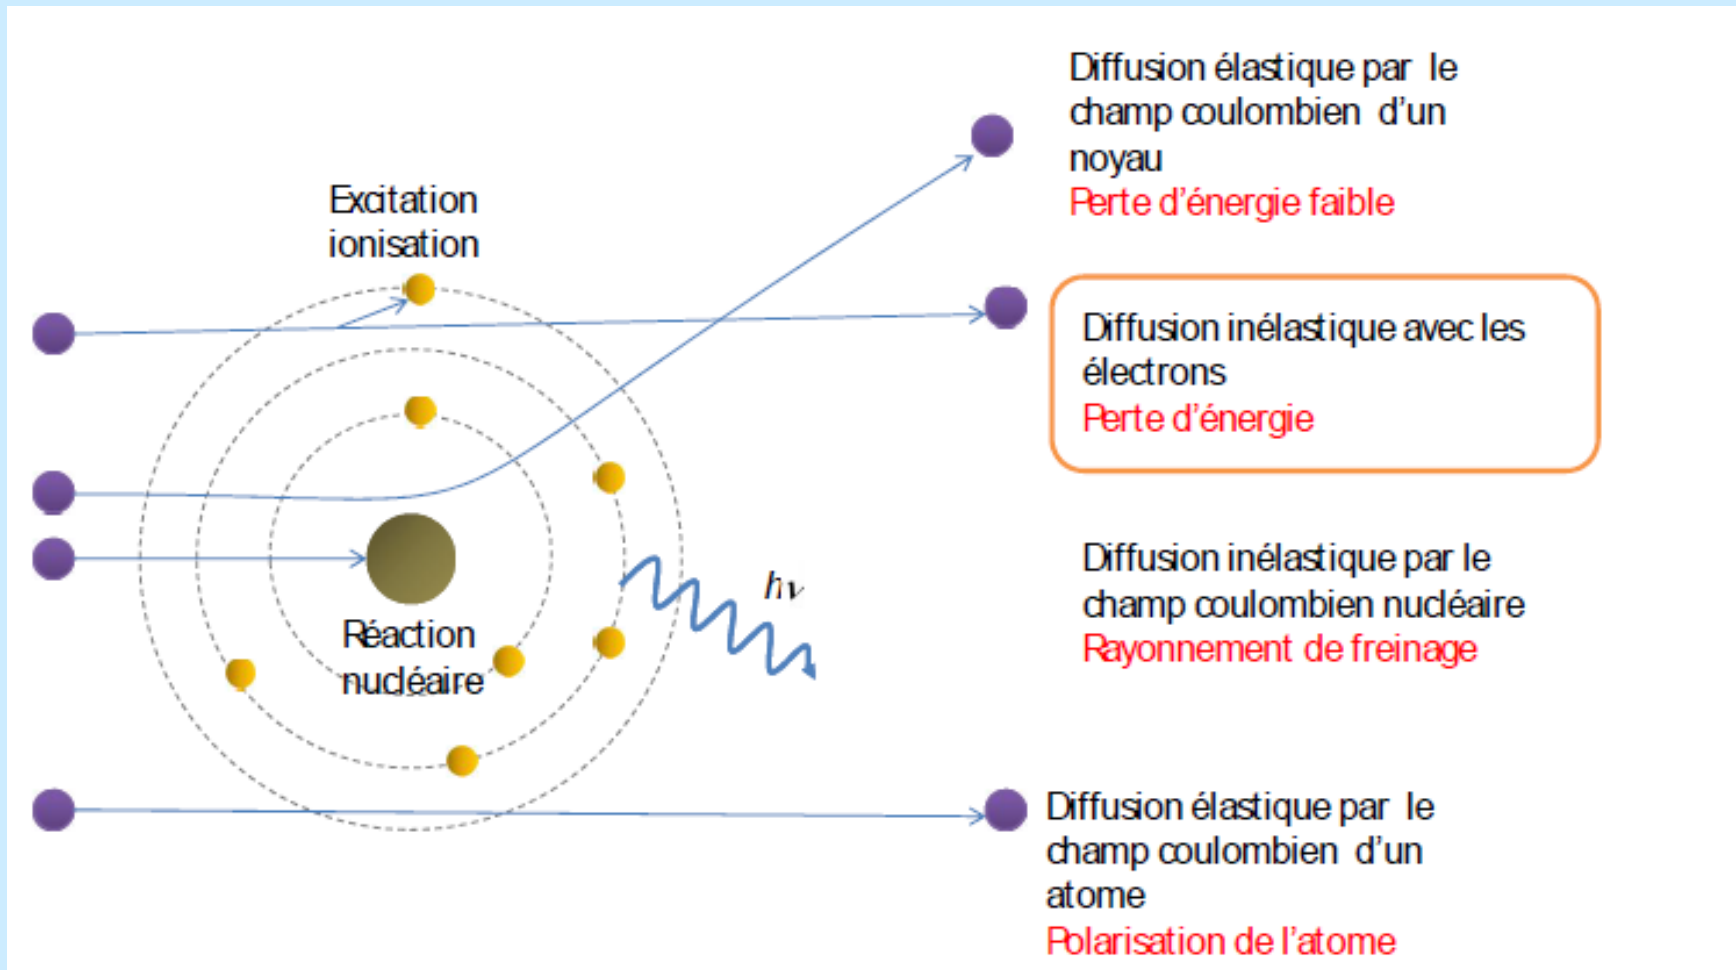 Diffusion élastique par le
champ coulombien d'un
noyau
Perte d'énergie faible
Excitation
ionisation
Diffusion inélastique avec les
électrons
Perte d'énergie
Diffusion inélastique par le
champ coulombien nucléaire
Rayonnement de freinage
hν
Réaction
nucléaire
Diffusion élastique par le
champ coulombien d'un
atome
Polarisation de l'atome